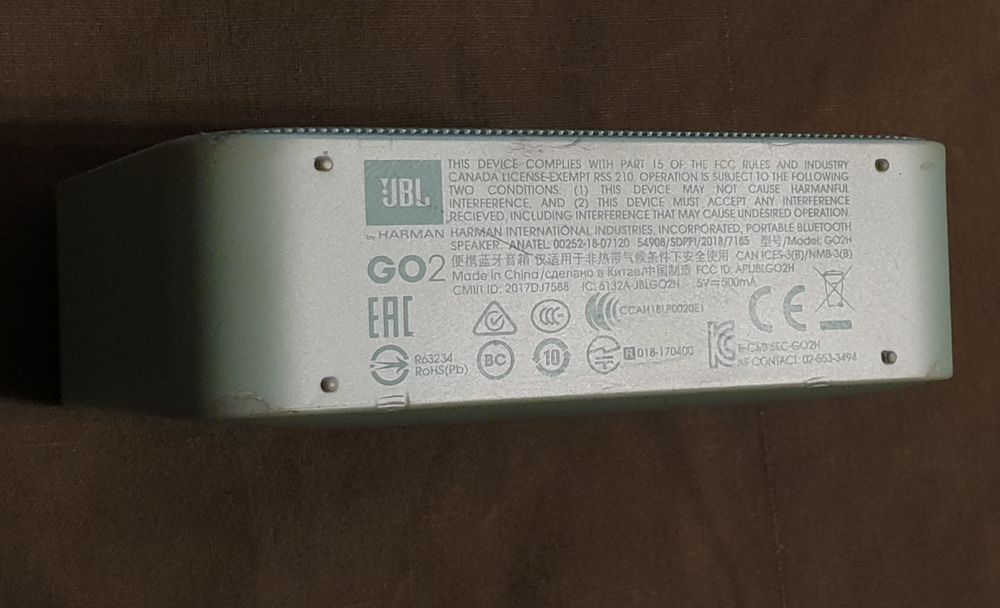 JBL
by HARMAN
GO2
THIS DEVICE COMPLIES WITH PART 15 OF THE FCC RULES AND INDUSTRY
CANADA LICENSE-EXEMPT RSS 210. OPERATION IS SUBJECT TO THE FOLLOWING
TWO CONDITIONS: (1) THIS DEVICE MAY NOT CAUSE HARMANFUL
INTERFERENCE, AND (2) THIS DEVICE MUST ACCEPT ANY INTERFERENCE
RECIEVED, INCLUDING INTERFERENCE THAT MAY CAUSE UNDESIRED OPERATION.
HARMAN INTERNATIONAL INDUSTRIES, INCORPORATED, PORTABLE BLUETOOTH
SPEAKER. ANATEL: 00252-18-07120 54908/SDPPI/2018/7185 型号/Model: GO2H
便携蓝牙音箱 仅适用于非热带气候条件下安全使用 CAN ICES-3(B)/NMB-3(B)
Made in China/сделано в Китае/中国制造 FCC ID: APIJBLGO2H
CMIIT ID: 2017DJ7588 IC: 6132A-JBLGO2H 5V⎓500mA
EAC
CCC
CCAH18LP0020E1
CE
R63234
RoHS(Pb)
BC
10
R 018-170400
SEC-GO2H
AS CONTACT: 02-553-3494